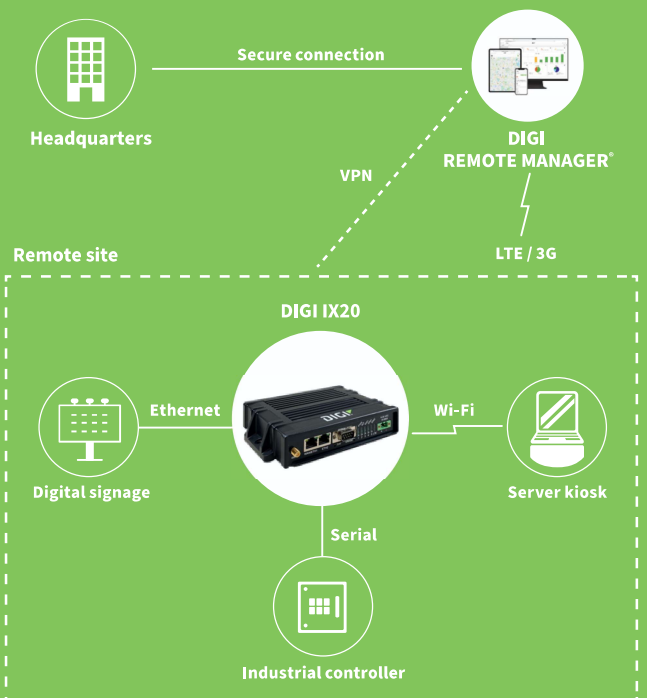 Secure connection
Headquarters
DIGI
REMOTE MANAGER®
VPN
LTE / 3G
Remote site
DIGI IX20
DIGI
Ethernet
Wi-Fi
Digital signage
Server kiosk
Serial
Industrial controller